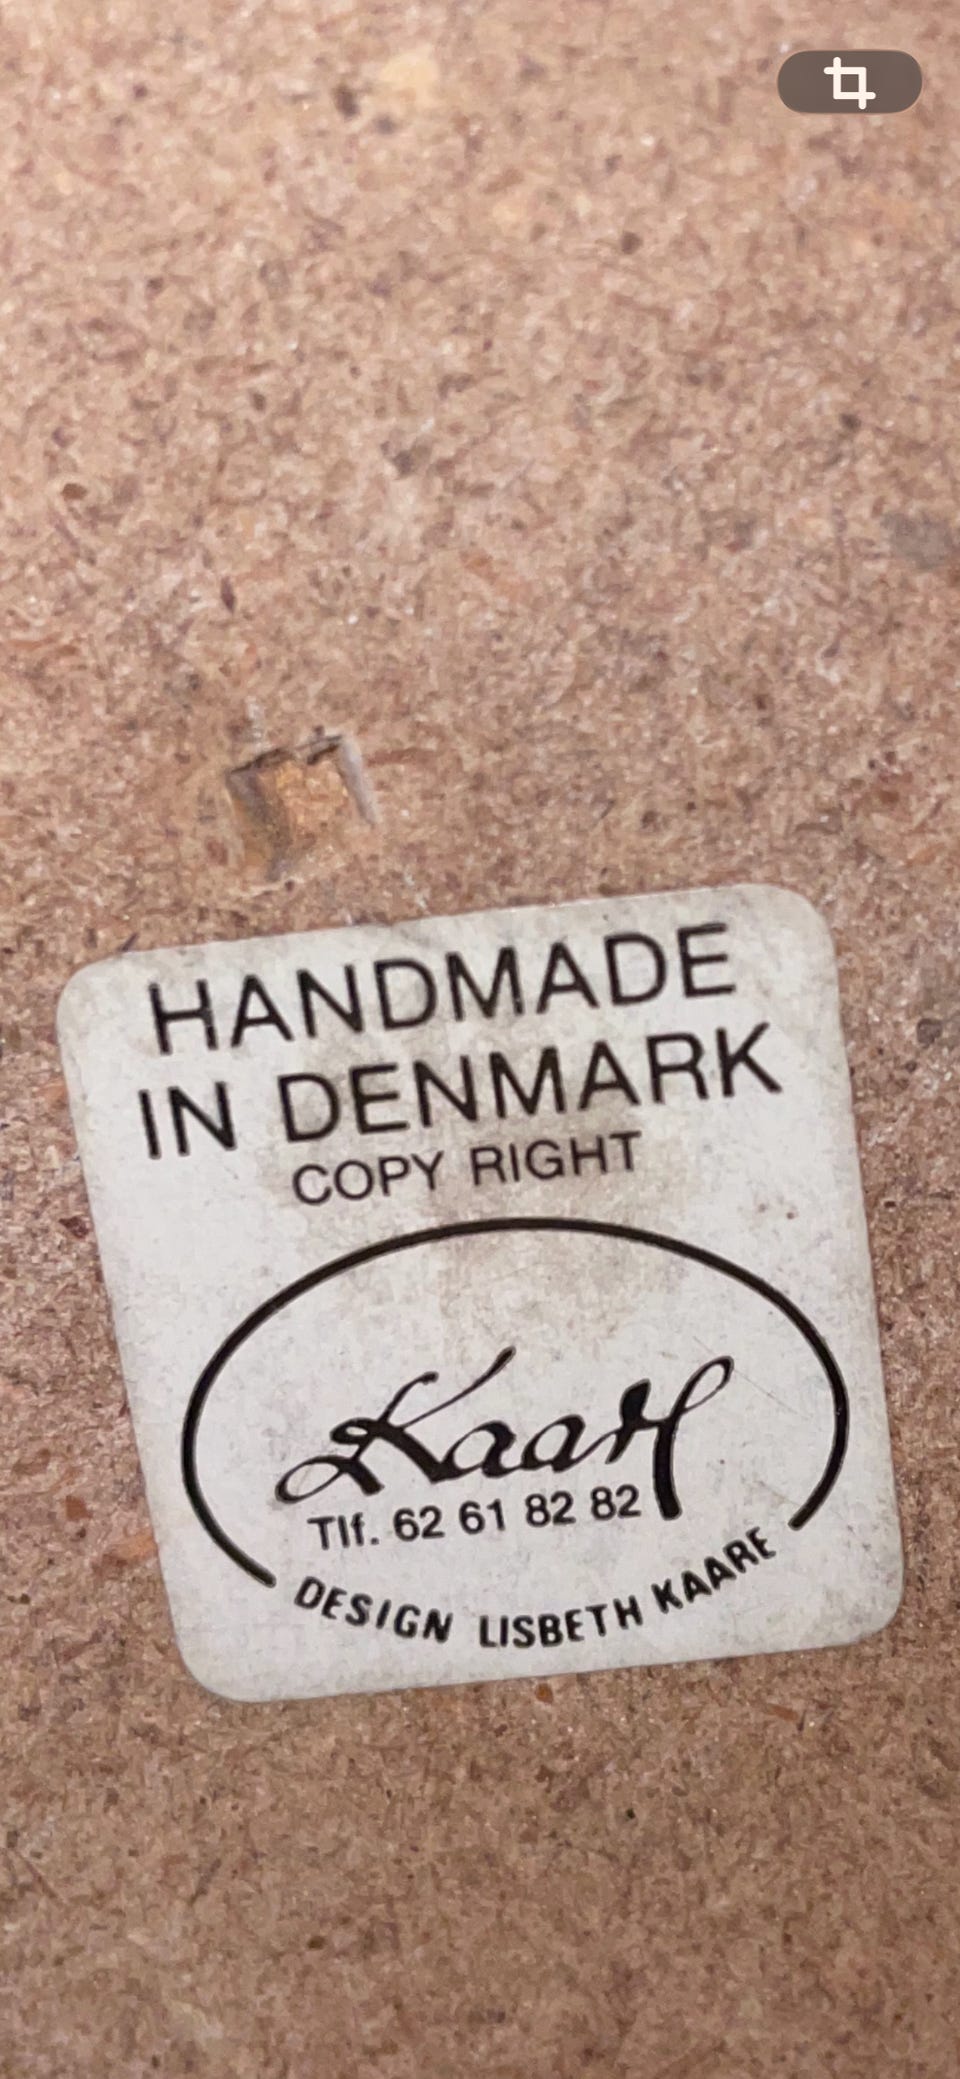 HANDMADE
IN DENMARK
COPY RIGHT
Kaare
Tlf. 62 61 82 82
DESIGN LISBETH KAARE